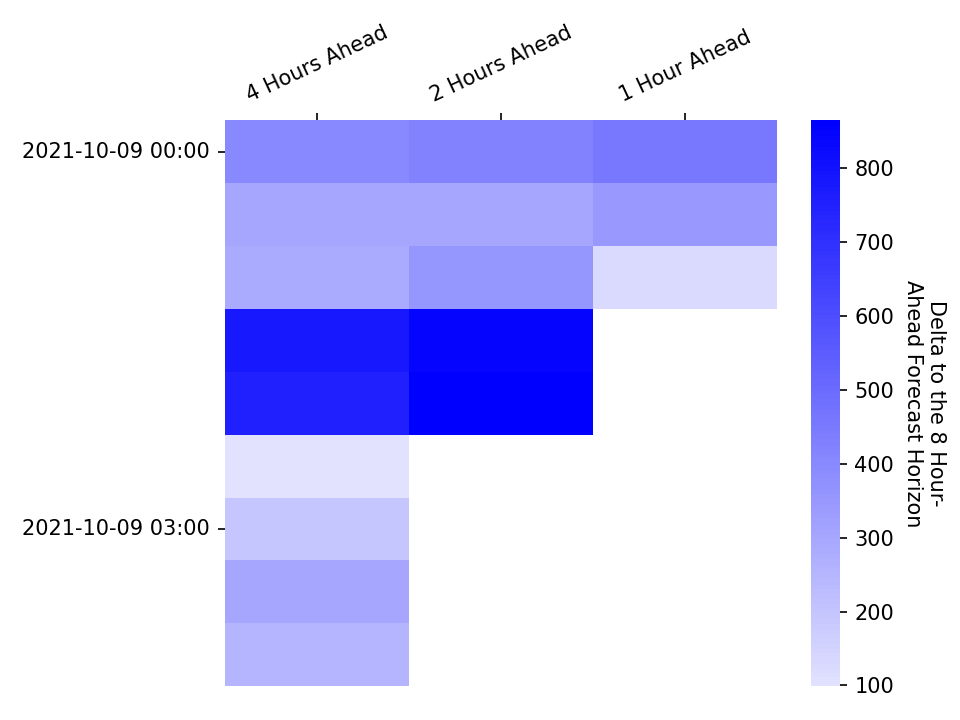 4 Hours Ahead
2 Hours Ahead
1 Hour Ahead
2021-10-09 00:00
2021-10-09 03:00
800
700
600
500
400
300
200
100
Delta to the 8 Hour-
Ahead Forecast Horizon